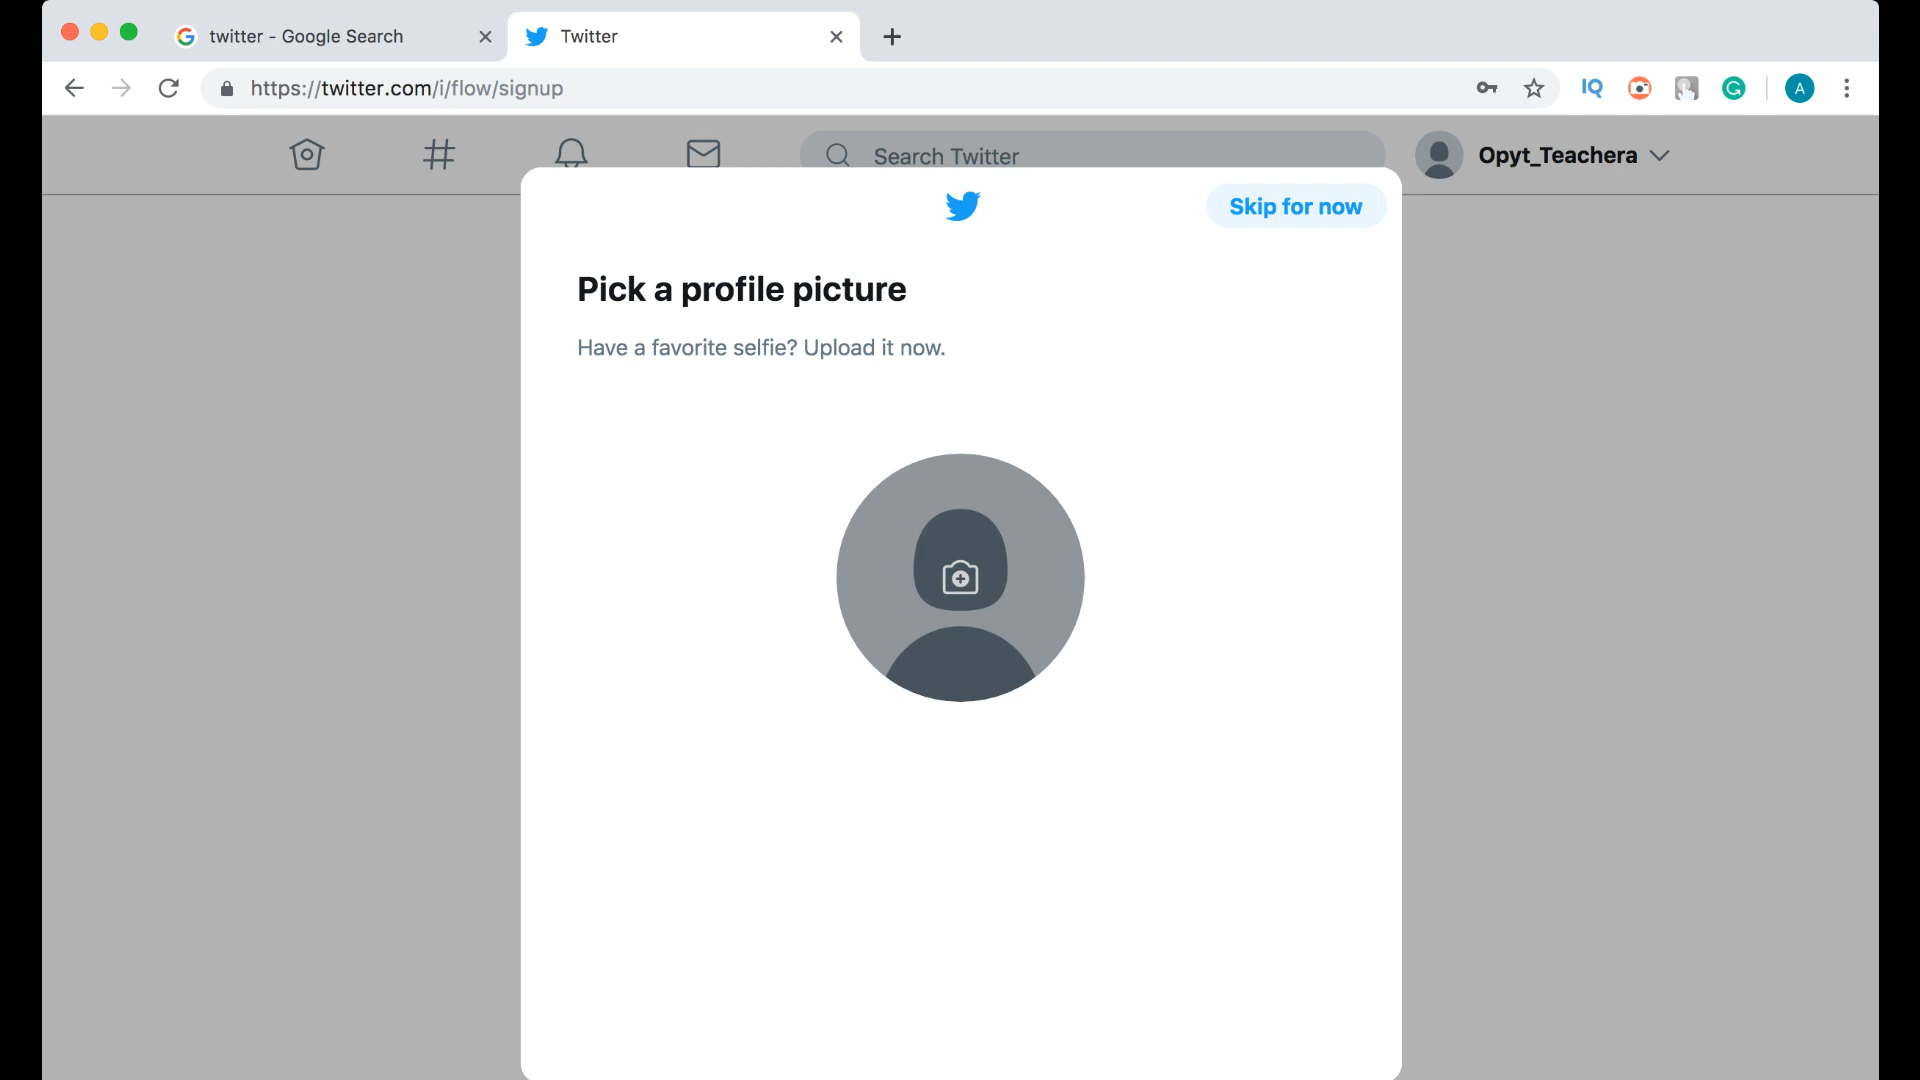 twitter - Google Search
Twitter
https://twitter.com/i/flow/signup
IQ
G
A
Search Twitter
Opyt_Teachera
Skip for now
Pick a profile picture
Have a favorite selfie? Upload it now.